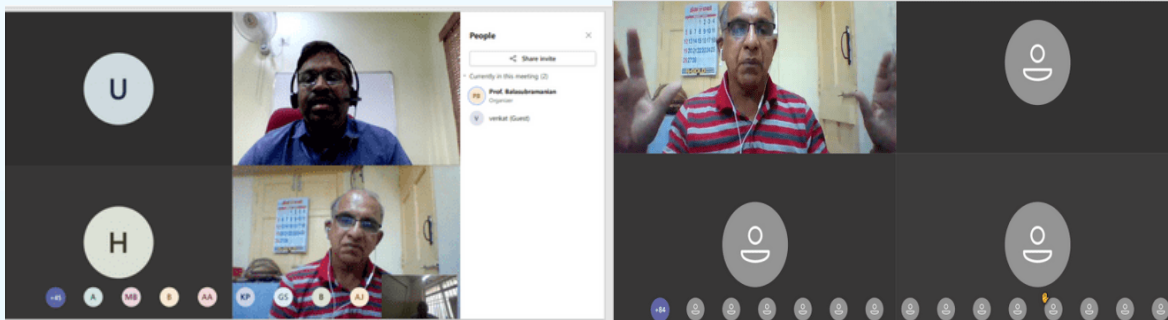 U
People
Share invite
Currently in this meeting (2)
PB
Prof. Balasubramanian
Organiser
V
venkat (Guest)
H
+45
A
MB
B
AA
KP
GS
B
AJ
+84